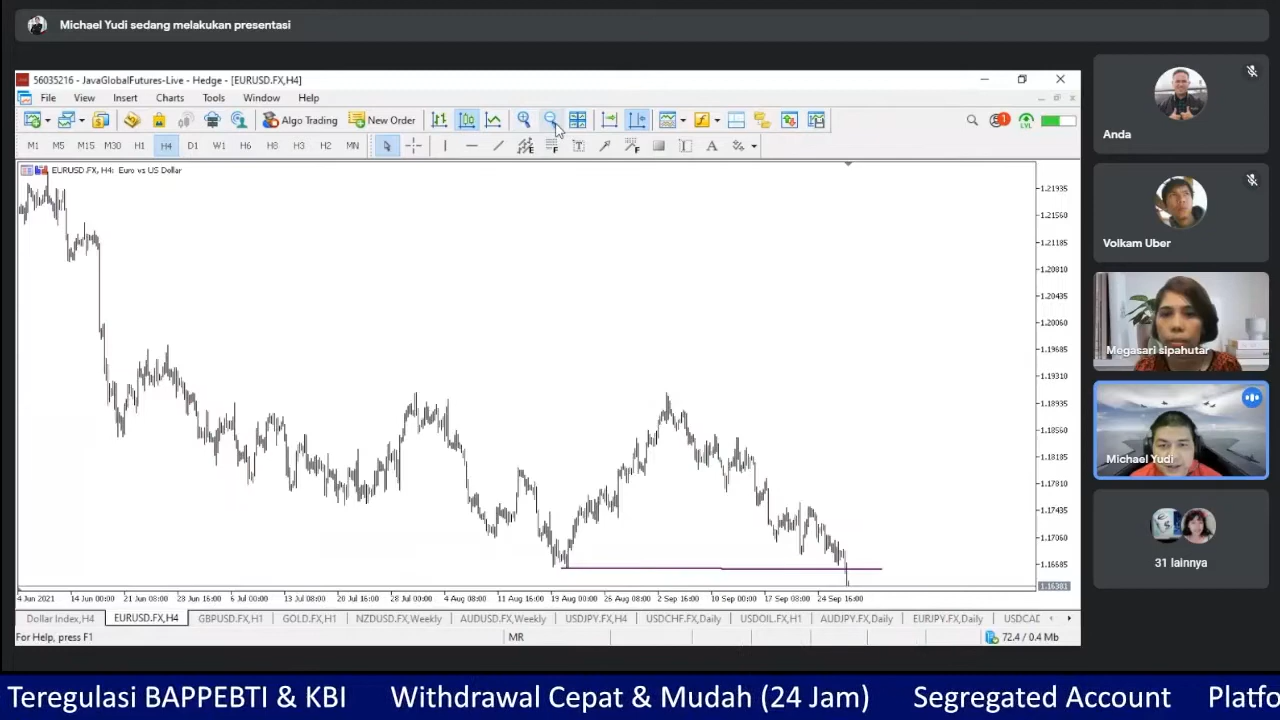 Michael Yudi sedang melakukan presentasi
56035216 - JavaGlobalFutures-Live - Hedge - [EURUSD.FX,H4]
File View Insert Charts Tools Window Help
Algo Trading New Order
1
LVL
M1 M5 M15 M30 H1 H4 D1 W1 H6 H8 H3 H2 MN
EURUSD.FX, H4: Euro vs US Dollar
1.21935
1.21560
1.21185
1.20810
1.20435
1.20060
1.19685
1.19310
1.18935
1.18560
1.18185
1.17810
1.17435
1.17060
1.16685
1.16381
4 Jun 2021 14 Jun 00:00 21 Jun 08:00 23 Jun 16:00 6 Jul 00:00 13 Jul 08:00 20 Jul 16:00 28 Jul 00:00 4 Aug 08:00 11 Aug 16:00 19 Aug 00:00 26 Aug 08:00 2 Sep 16:00 10 Sep 00:00 17 Sep 08:00 24 Sep 16:00
Dollar Index,H4 EURUSD.FX,H4 GBPUSD.FX,H1 GOLD.FX,H1 NZDUSD.FX,Weekly AUDUSD.FX,Weekly USDJPY.FX,H4 USDCHF.FX,Daily USDOIL.FX,H1 AUDJPY.FX,Daily EURJPY.FX,Daily USDCAD
For Help, press F1 MR 72.4 / 0.4 Mb
Anda
Volkam Uber
Megasari sipahutar
Michael Yudi
31 lainnya
Teregulasi BAPPEBTI & KBI Withdrawal Cepat & Mudah (24 Jam) Segregated Account Platfo